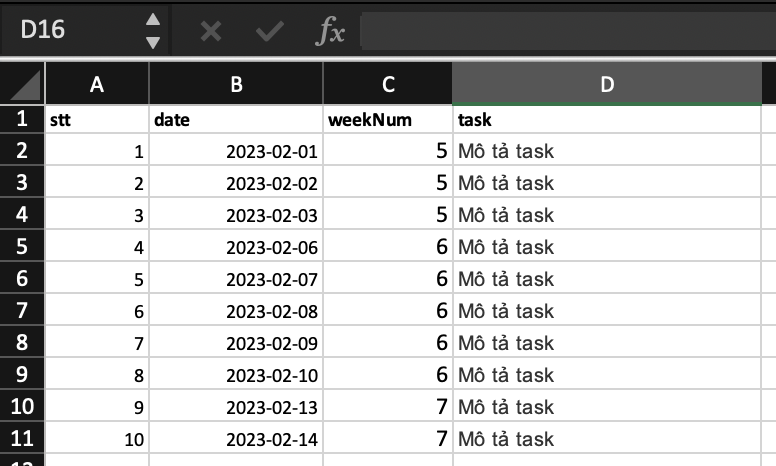 D16 fx
A B C D
1 stt date weekNum task
2 1 2023-02-01 5 Mô tả task
3 2 2023-02-02 5 Mô tả task
4 3 2023-02-03 5 Mô tả task
5 4 2023-02-06 6 Mô tả task
6 5 2023-02-07 6 Mô tả task
7 6 2023-02-08 6 Mô tả task
8 7 2023-02-09 6 Mô tả task
9 8 2023-02-10 6 Mô tả task
10 9 2023-02-13 7 Mô tả task
11 10 2023-02-14 7 Mô tả task